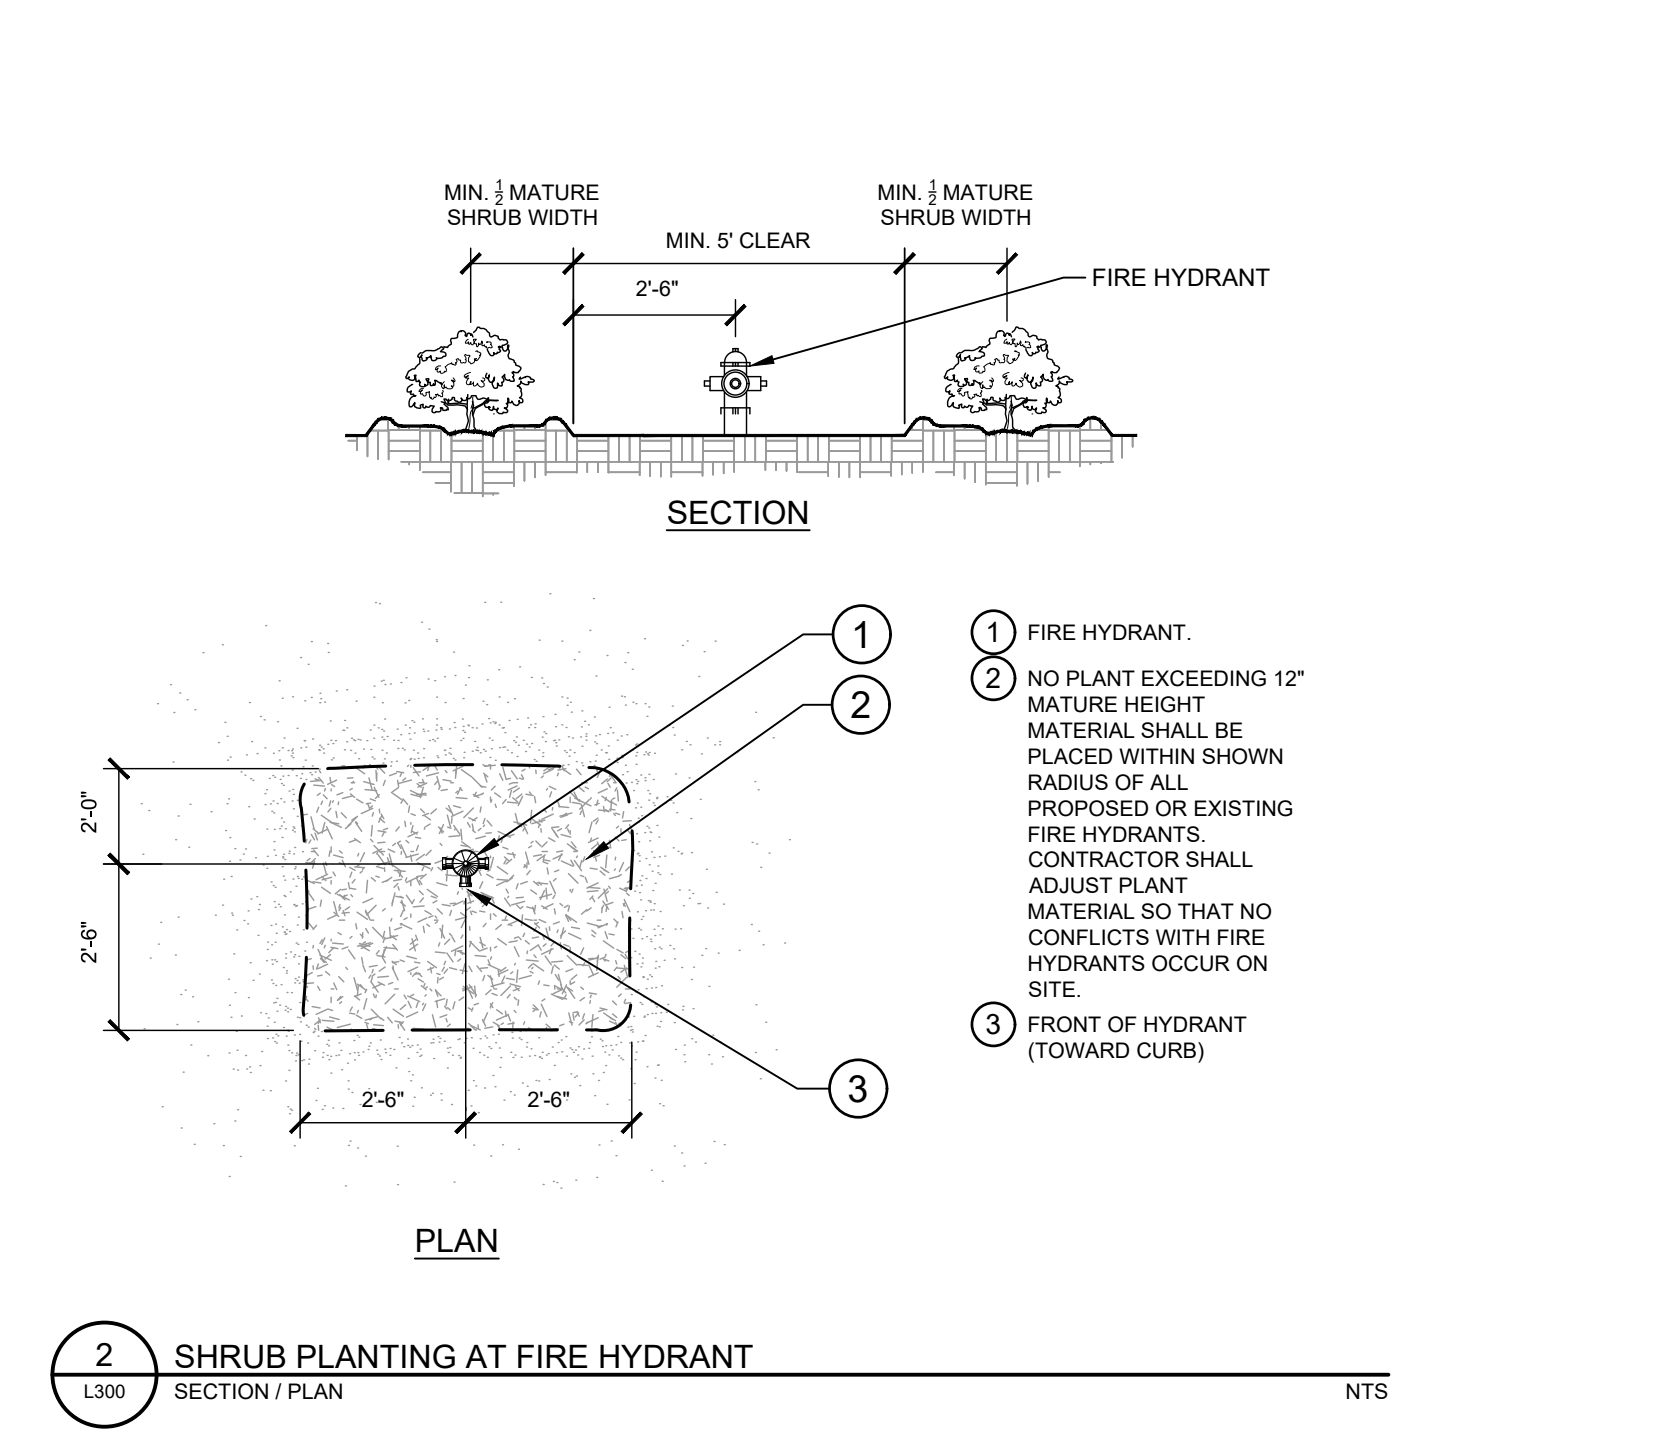 MIN. 1/2 MATURE
SHRUB WIDTH
MIN. 1/2 MATURE
SHRUB WIDTH
MIN. 5' CLEAR
2'-6"
FIRE HYDRANT
SECTION
1
2
3
2'-0"
2'-6"
2'-6"
2'-6"
1 FIRE HYDRANT.
2 NO PLANT EXCEEDING 12"
MATURE HEIGHT
MATERIAL SHALL BE
PLACED WITHIN SHOWN
RADIUS OF ALL
PROPOSED OR EXISTING
FIRE HYDRANTS.
CONTRACTOR SHALL
ADJUST PLANT
MATERIAL SO THAT NO
CONFLICTS WITH FIRE
HYDRANTS OCCUR ON
SITE.
3 FRONT OF HYDRANT
(TOWARD CURB)
PLAN
2
L300
SHRUB PLANTING AT FIRE HYDRANT
SECTION / PLAN
NTS